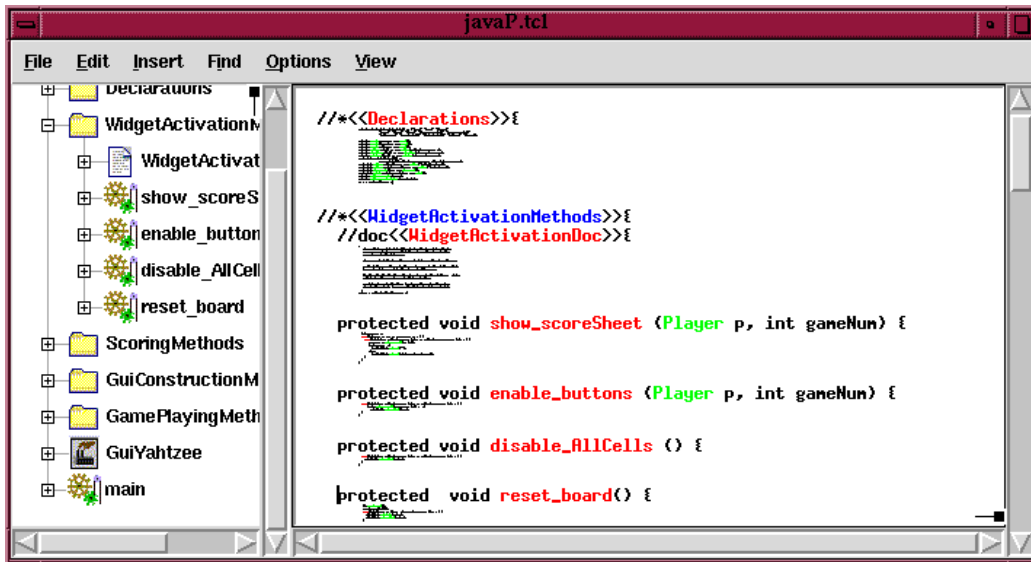 javaP.tcl
File Edit Insert Find Options View
Declarations
WidgetActivationM
WidgetActivat
show_scoreS
enable_button
disable_AllCell
reset_board
ScoringMethods
GuiConstructionM
GamePlayingMeth
GuiYahtzee
main
//*<<Declarations>>{
//*<<WidgetActivationMethods>>{
//doc<<WidgetActivationDoc>>{
protected void show_scoreSheet (Player p, int gameNum) {
protected void enable_buttons (Player p, int gameNum) {
protected void disable_AllCells () {
protected  void reset_board() {